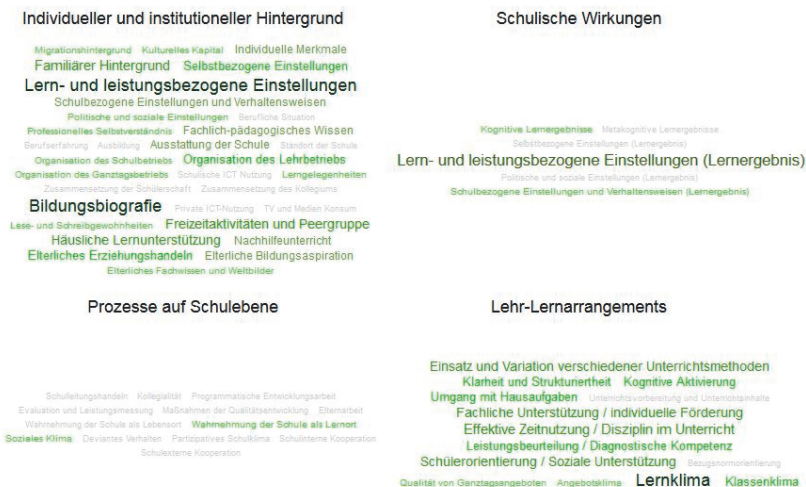 Individueller und institutioneller Hintergrund
Migrationshintergrund Kulturelles Kapital Individuelle Merkmale
Familiärer Hintergrund Selbstbezogene Einstellungen
Lern- und leistungsbezogene Einstellungen
Schulbezogene Einstellungen und Verhaltensweisen
Politische und soziale Einstellungen Berufliche Situation
Professionelles Selbstverständnis Fachlich-pädagogisches Wissen
Berufserfahrung Ausbildung Ausstattung der Schule Standort der Schule
Organisation des Schulbetriebs Organisation des Lehrbetriebs
Organisation des Ganztagsbetriebs Schulische ICT Nutzung Lerngelegenheiten
Zusammensetzung der Schülerschaft Zusammensetzung des Kollegiums
Bildungsbiografie Private ICT-Nutzung TV und Medien Konsum
Lese- und Schreibgewohnheiten Freizeitaktivitäten und Peergruppe
Häusliche Lernunterstützung Nachhilfeunterricht
Elterliches Erziehungshandeln Elterliche Bildungsaspiration
Elterliches Fachwissen und Weltbilder
Schulische Wirkungen
Kognitive Lernergebnisse Metakognitive Lernergebnisse
Selbstbezogene Einstellungen (Lernergebnis)
Lern- und leistungsbezogene Einstellungen (Lernergebnis)
Politische und soziale Einstellungen (Lernergebnis)
Schulbezogene Einstellungen und Verhaltensweisen (Lernergebnis)
Prozesse auf Schulebene
Schulleitungshandeln Kollegialität Programmatische Entwicklungsarbeit
Evaluation und Leistungsmessung Maßnahmen der Qualitätsentwicklung Elternarbeit
Wahrnehmung der Schule als Lebensort Wahrnehmung der Schule als Lernort
Soziales Klima Deviantes Verhalten Partizipatives Schulklima Schulinterne Kooperation
Schulexterne Kooperation
Lehr-Lernarrangements
Einsatz und Variation verschiedener Unterrichtsmethoden
Klarheit und Strukturiertheit Kognitive Aktivierung
Umgang mit Hausaufgaben Unterrichtsvorbereitung und Unterrichtsinhalte
Fachliche Unterstützung / individuelle Förderung
Effektive Zeitnutzung / Disziplin im Unterricht
Leistungsbeurteilung / Diagnostische Kompetenz
Schülerorientierung / Soziale Unterstützung Bezugsnormorientierung
Qualität von Ganztagsangeboten Angebotsklima Lernklima Klassenklima